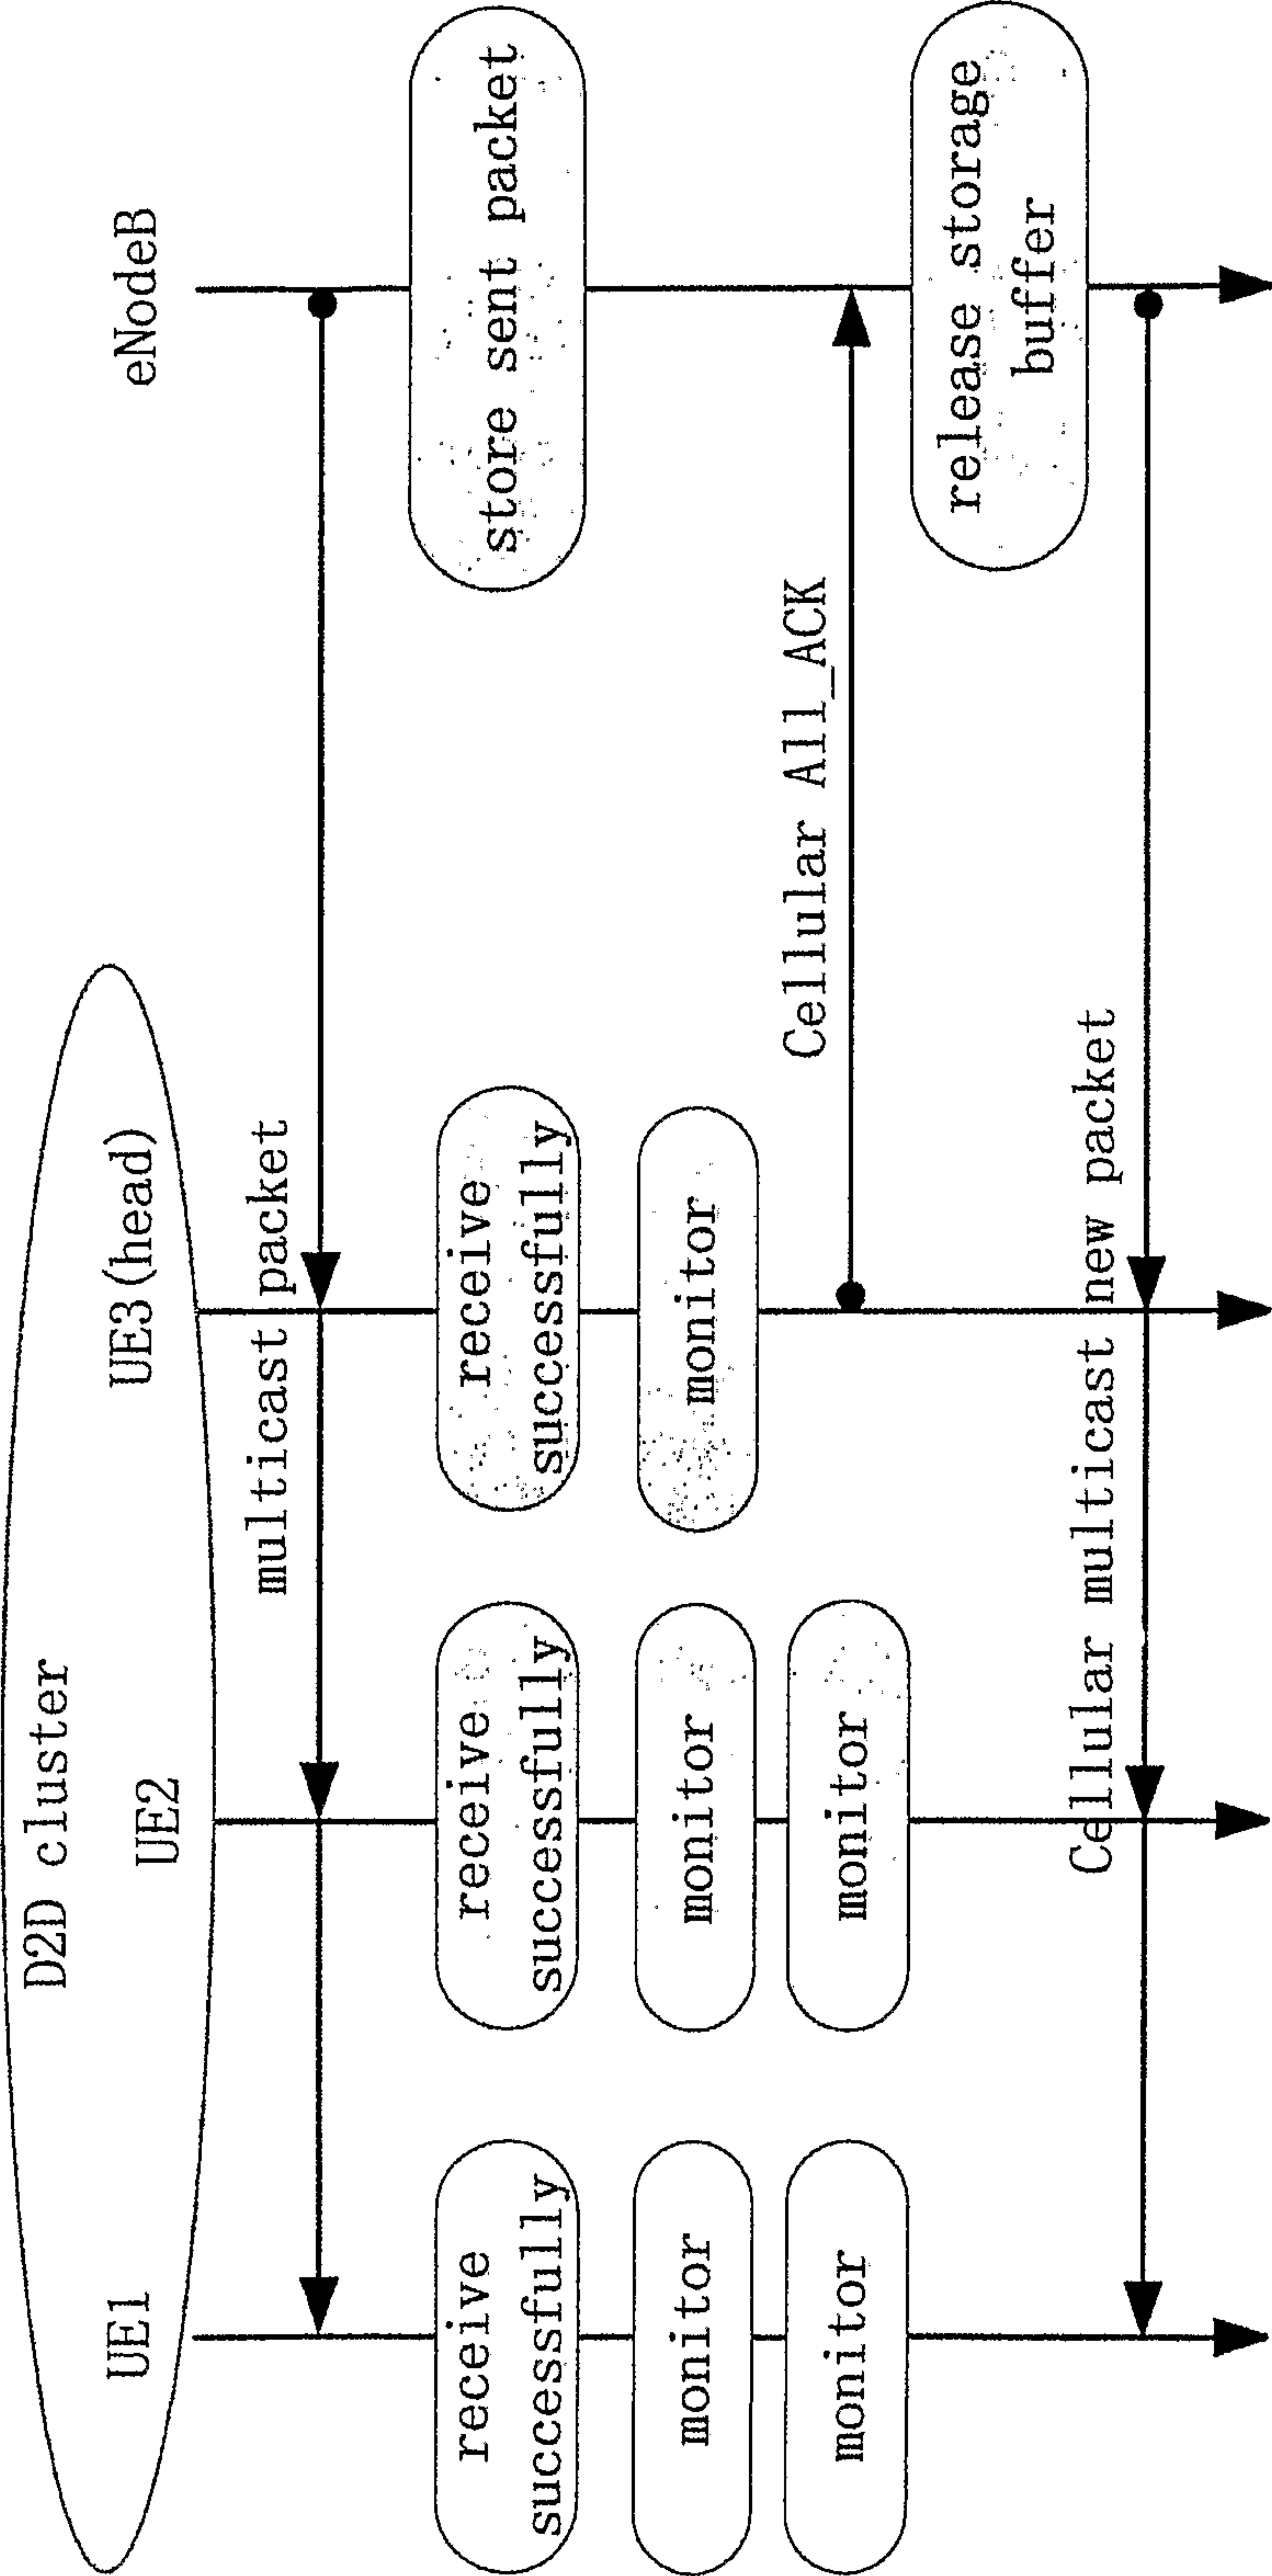 D2D cluster
UE1
UE2
UE3(head)
eNodeB
multicast packet
receive
successfully
receive
successfully
receive
successfully
store sent packet
monitor
monitor
monitor
monitor
monitor
Cellular All_ACK
release storage
buffer
Cellular multicast new packet